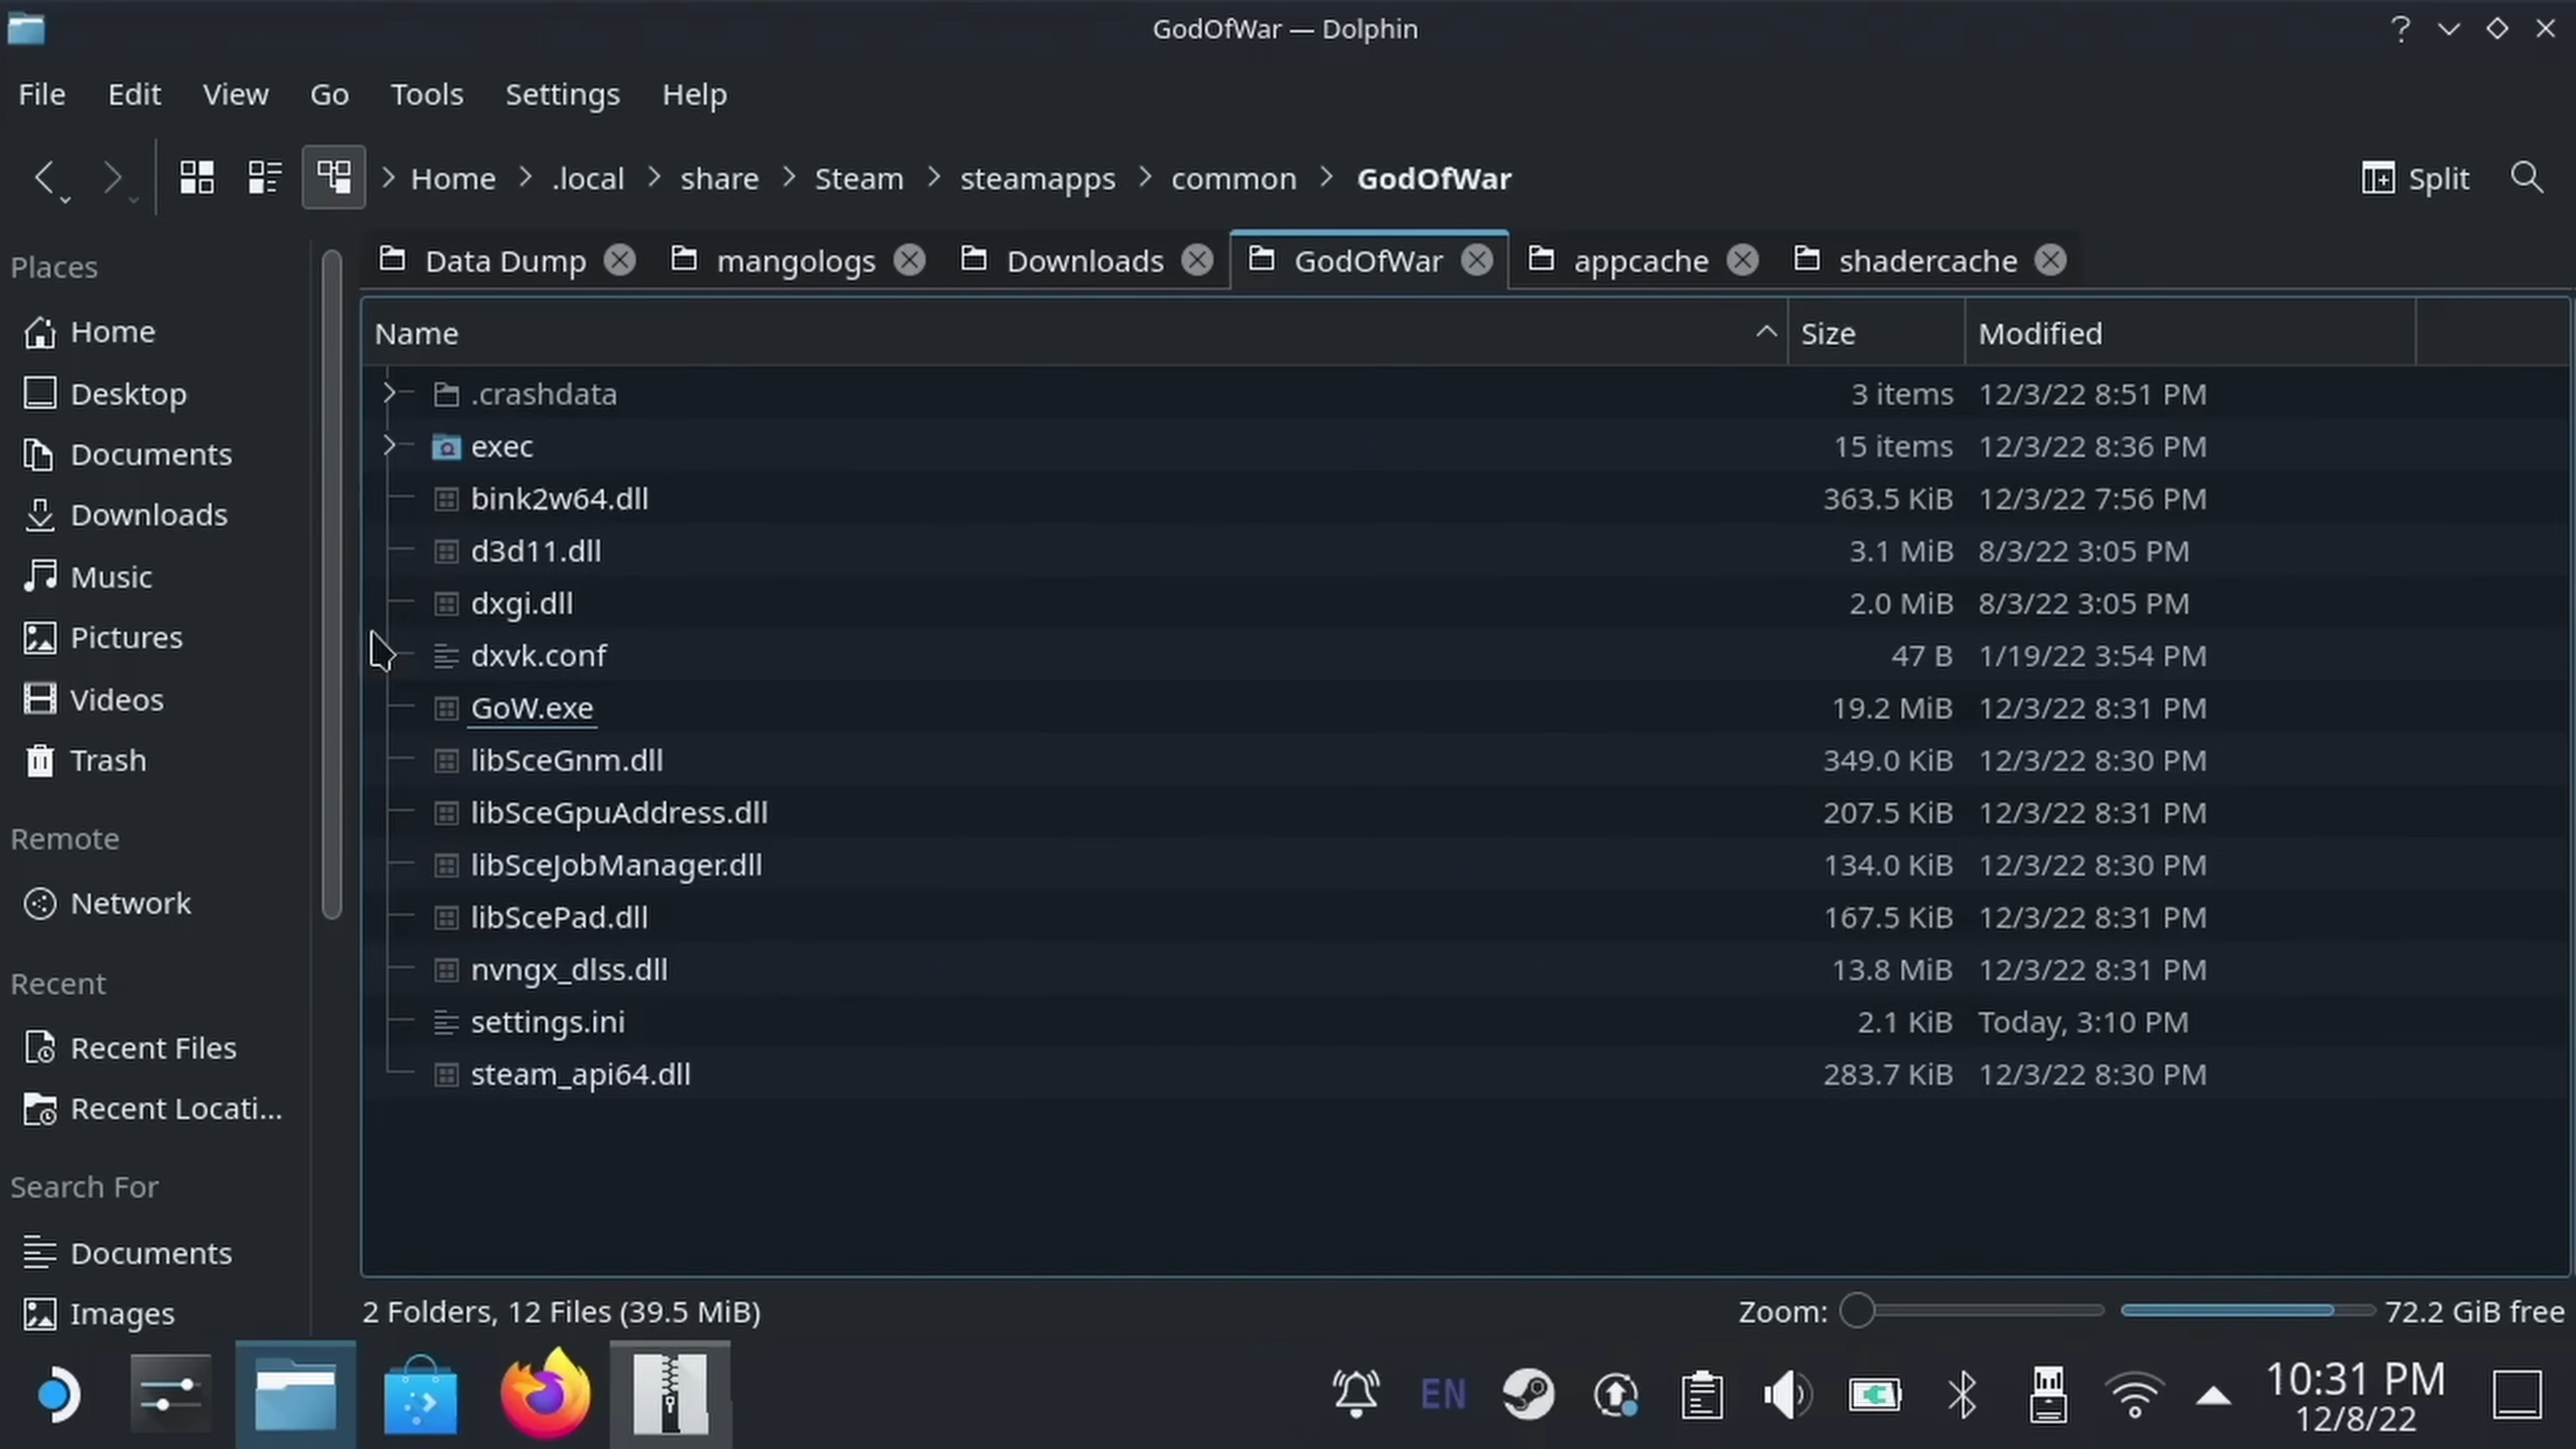 GodOfWar — Dolphin
File Edit View Go Tools Settings Help
Home .local share Steam steamapps common GodOfWar Split
Data Dump mangologs Downloads GodOfWar appcache shadercache
Places
Home
Desktop
Documents
Downloads
Music
Pictures
Videos
Trash
Remote
Network
Recent
Recent Files
Recent Locati...
Search For
Documents
Images
Name Size Modified
.crashdata 3 items 12/3/22 8:51 PM
exec 15 items 12/3/22 8:36 PM
bink2w64.dll 363.5 KiB 12/3/22 7:56 PM
d3d11.dll 3.1 MiB 8/3/22 3:05 PM
dxgi.dll 2.0 MiB 8/3/22 3:05 PM
dxvk.conf 47 B 1/19/22 3:54 PM
GoW.exe 19.2 MiB 12/3/22 8:31 PM
libSceGnm.dll 349.0 KiB 12/3/22 8:30 PM
libSceGpuAddress.dll 207.5 KiB 12/3/22 8:31 PM
libSceJobManager.dll 134.0 KiB 12/3/22 8:30 PM
libScePad.dll 167.5 KiB 12/3/22 8:31 PM
nvngx_dlss.dll 13.8 MiB 12/3/22 8:31 PM
settings.ini 2.1 KiB Today, 3:10 PM
steam_api64.dll 283.7 KiB 12/3/22 8:30 PM
2 Folders, 12 Files (39.5 MiB) Zoom: 72.2 GiB free
EN 10:31 PM
12/8/22